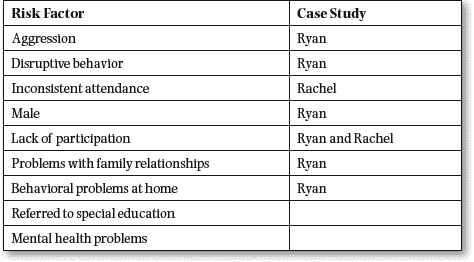 Risk Factor Case Study
Aggression Ryan
Disruptive behavior Ryan
Inconsistent attendance Rachel
Male Ryan
Lack of participation Ryan and Rachel
Problems with family relationships Ryan
Behavioral problems at home Ryan
Referred to special education
Mental health problems